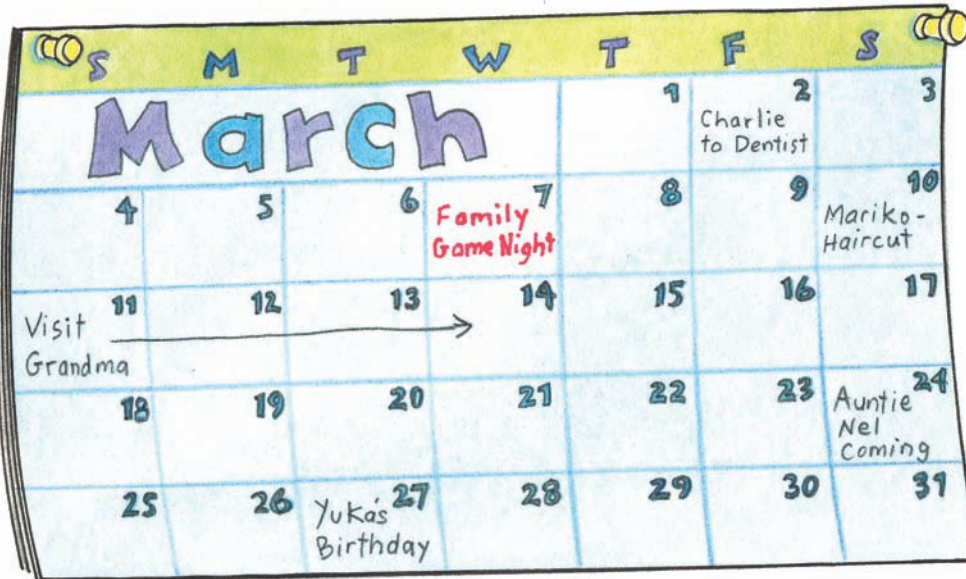 S M T W T F S
March 1 2 3
Charlie
to Dentist
4 5 6 7 8 9 10
Family
Game Night
Mariko-
Haircut
11 12 13 14 15 16 17
Visit
Grandma
18 19 20 21 22 23 24
Auntie
Nel
Coming
25 26 27 28 29 30 31
Yuka's
Birthday